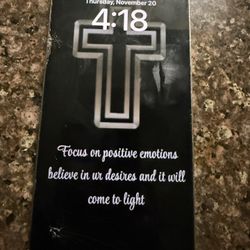 Thursday, November 20
4:18
Focus on positive emotions
believe in ur desires and it will
come to light